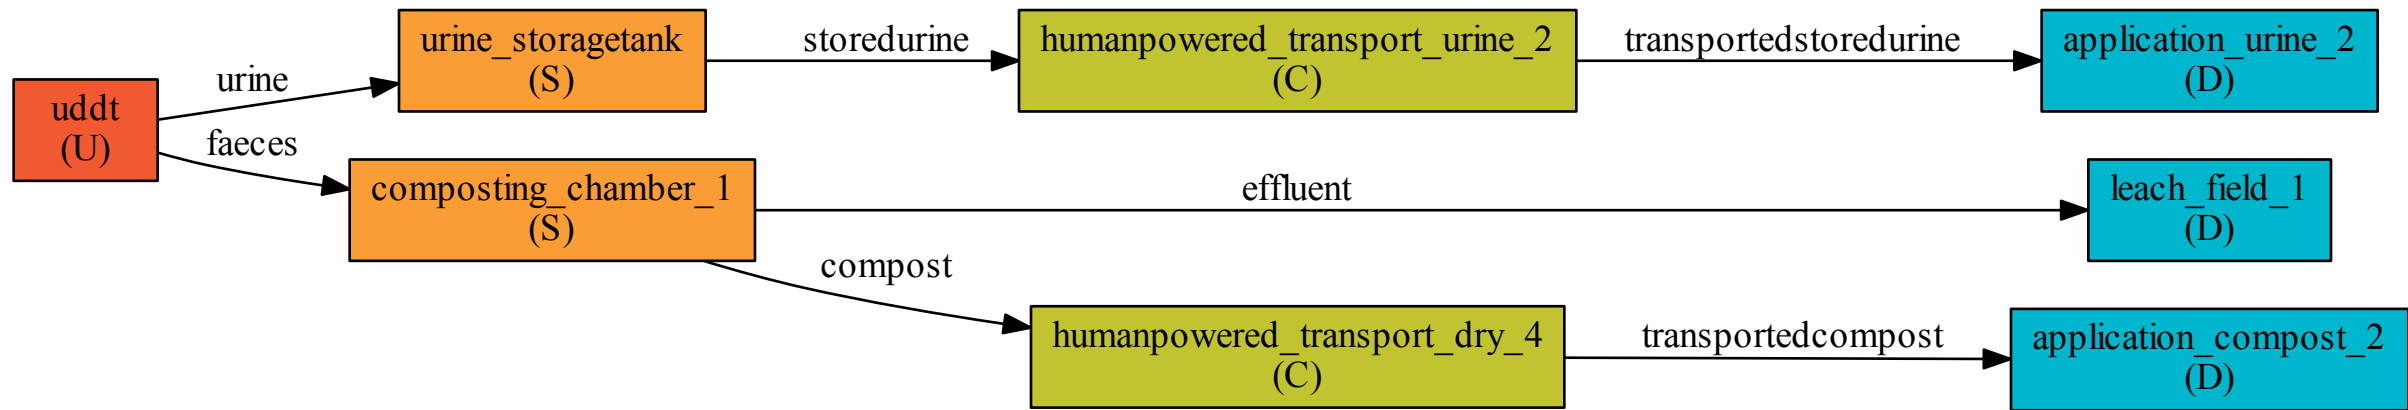 uddt
(U)
urine
faeces
urine_storagetank
(S)
storedurine
humanpowered_transport_urine_2
(C)
transportedstoredurine
application_urine_2
(D)
composting_chamber_1
(S)
effluent
leach_field_1
(D)
compost
humanpowered_transport_dry_4
(C)
transportedcompost
application_compost_2
(D)